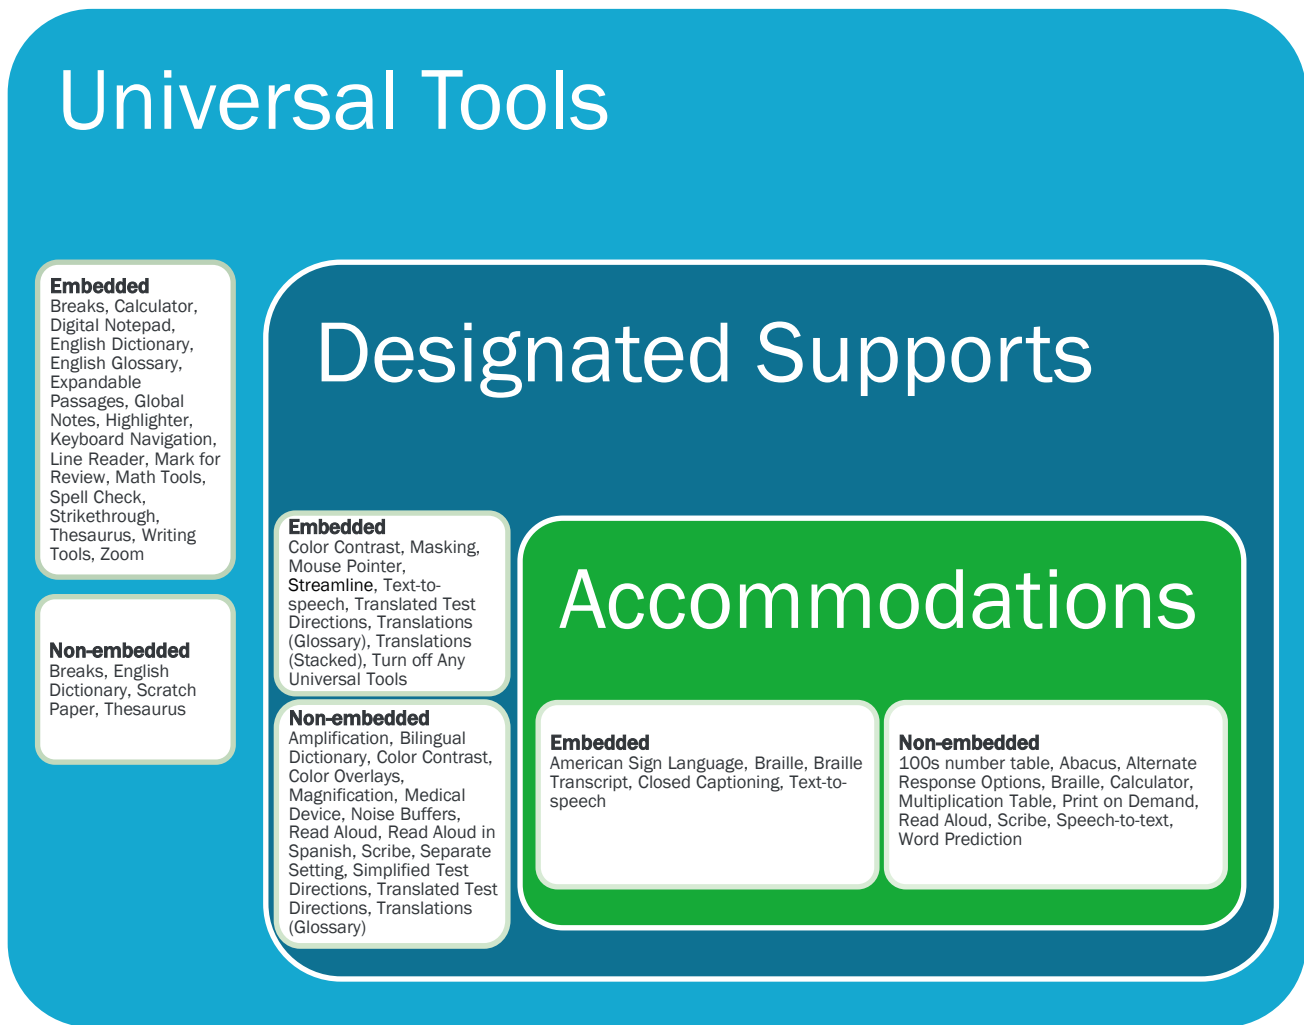 Universal Tools
Embedded
Breaks, Calculator,
Digital Notepad,
English Dictionary,
English Glossary,
Expandable
Passages, Global
Notes, Highlighter,
Keyboard Navigation,
Line Reader, Mark for
Review, Math Tools,
Spell Check,
Strikethrough,
Thesaurus, Writing
Tools, Zoom
Non-embedded
Breaks, English
Dictionary, Scratch
Paper, Thesaurus
Designated Supports
Embedded
Color Contrast, Masking,
Mouse Pointer,
Streamline, Text-to-
speech, Translated Test
Directions, Translations
(Glossary), Translations
(Stacked), Turn off Any
Universal Tools
Non-embedded
Amplification, Bilingual
Dictionary, Color Contrast,
Color Overlays,
Magnification, Medical
Device, Noise Buffers,
Read Aloud, Read Aloud in
Spanish, Scribe, Separate
Setting, Simplified Test
Directions, Translated Test
Directions, Translations
(Glossary)
Accommodations
Embedded
American Sign Language, Braille, Braille
Transcript, Closed Captioning, Text-to-
speech
Non-embedded
100s number table, Abacus, Alternate
Response Options, Braille, Calculator,
Multiplication Table, Print on Demand,
Read Aloud, Scribe, Speech-to-text,
Word Prediction